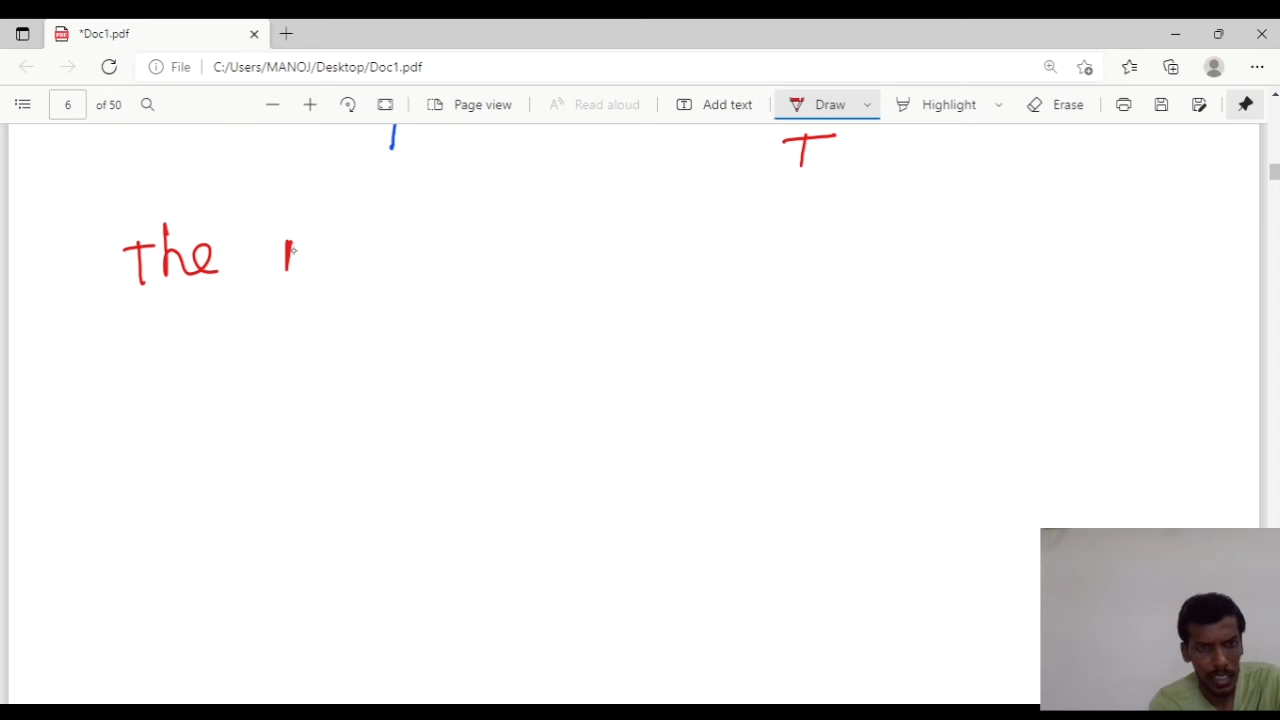 *Doc1.pdf
File C:/Users/MANOJ/Desktop/Doc1.pdf
6 of 50 Page view Read aloud Add text Draw Highlight Erase
T
the